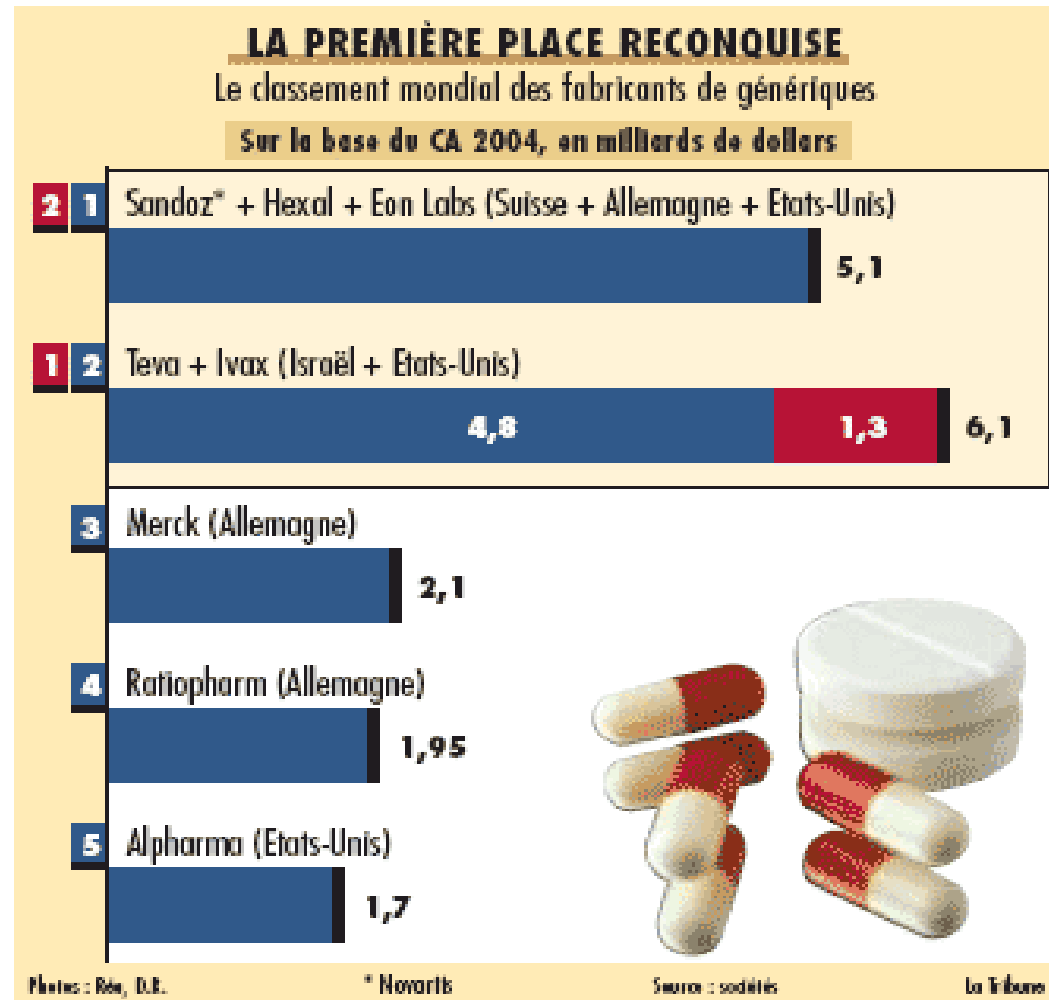 LA PREMIÈRE PLACE RECONQUISE
Le classement mondial des fabricants de génériques
Sur la base du CA 2004, en milliards de dollars
2 1 Sandoz* + Hexal + Eon Labs (Suisse + Allemagne + Etats-Unis)
5,1
1 2 Teva + Ivax (Israël + Etats-Unis)
4,8 1,3 6,1
3 Merck (Allemagne)
2,1
4 Ratiopharm (Allemagne)
1,95
5 Alpharma (Etats-Unis)
1,7
Photos : Réa, D.R. * Novartis Source : sociétés La Tribune